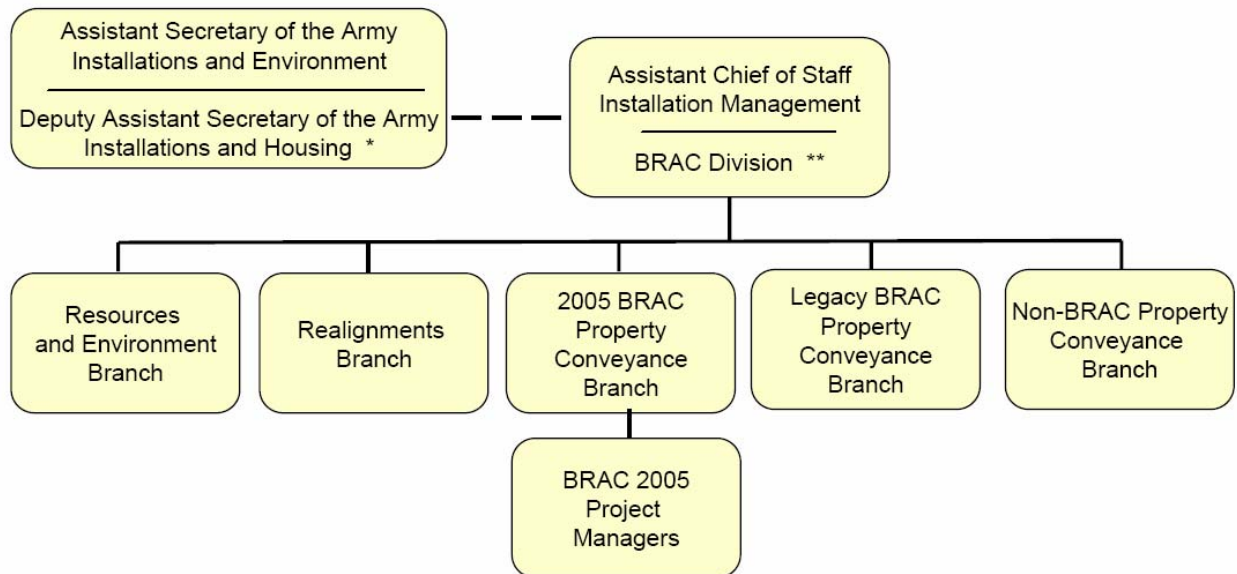 Assistant Secretary of the Army
Installations and Environment
Deputy Assistant Secretary of the Army
Installations and Housing *
Assistant Chief of Staff
Installation Management
BRAC Division **
Resources
and Environment
Branch
Realignments
Branch
2005 BRAC
Property
Conveyance
Branch
Legacy BRAC
Property
Conveyance
Branch
Non-BRAC Property
Conveyance
Branch
BRAC 2005
Project
Managers